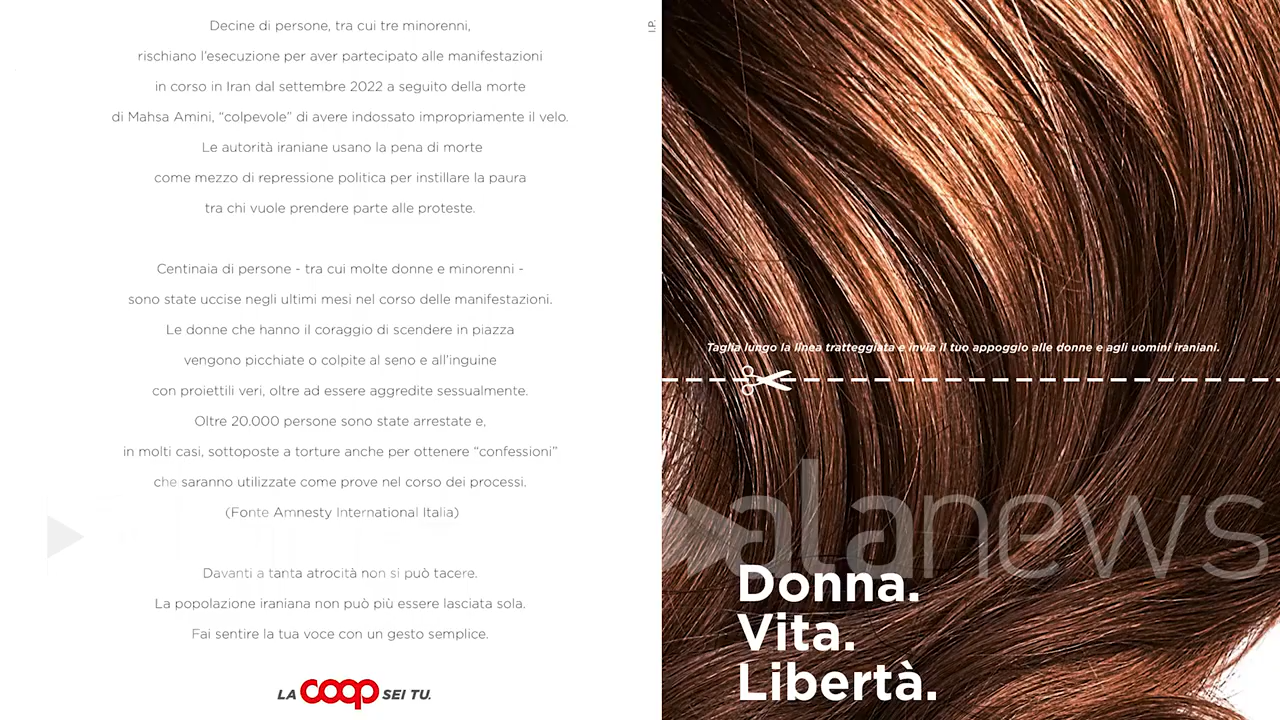 Decine di persone, tra cui tre minorenni,
rischiano l'esecuzione per aver partecipato alle manifestazioni
in corso in Iran dal settembre 2022 a seguito della morte
di Mahsa Amini, “colpevole” di avere indossato impropriamente il velo.
Le autorità iraniane usano la pena di morte
come mezzo di repressione politica per instillare la paura
tra chi vuole prendere parte alle proteste.
Centinaia di persone - tra cui molte donne e minorenni -
sono state uccise negli ultimi mesi nel corso delle manifestazioni.
Le donne che hanno il coraggio di scendere in piazza
vengono picchiate o colpite al seno e all'inguine
con proiettili veri, oltre ad essere aggredite sessualmente.
Oltre 20.000 persone sono state arrestate e,
in molti casi, sottoposte a torture anche per ottenere “confessioni”
che saranno utilizzate come prove nel corso dei processi.
(Fonte Amnesty International Italia)
Davanti a tanta atrocità non si può tacere.
La popolazione iraniana non può più essere lasciata sola.
Fai sentire la tua voce con un gesto semplice.
LA coop SEI TU.
I.P.
Taglia lungo la linea tratteggiata e invia il tuo appoggio alle donne e agli uomini iraniani.
alanews
Donna.
Vita.
Libertà.